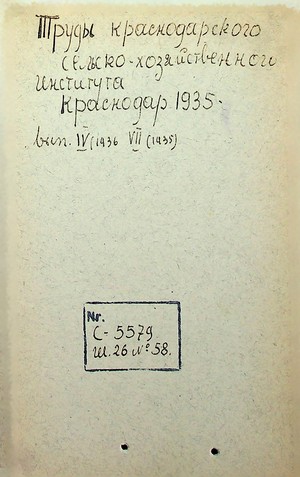 Труды краснодарского
сельско-хозяйственного
Института
Краснодар 1935.
вып. IV (1936 VII (1935)
Nr.
С-5579
Ш. 26 № 58.